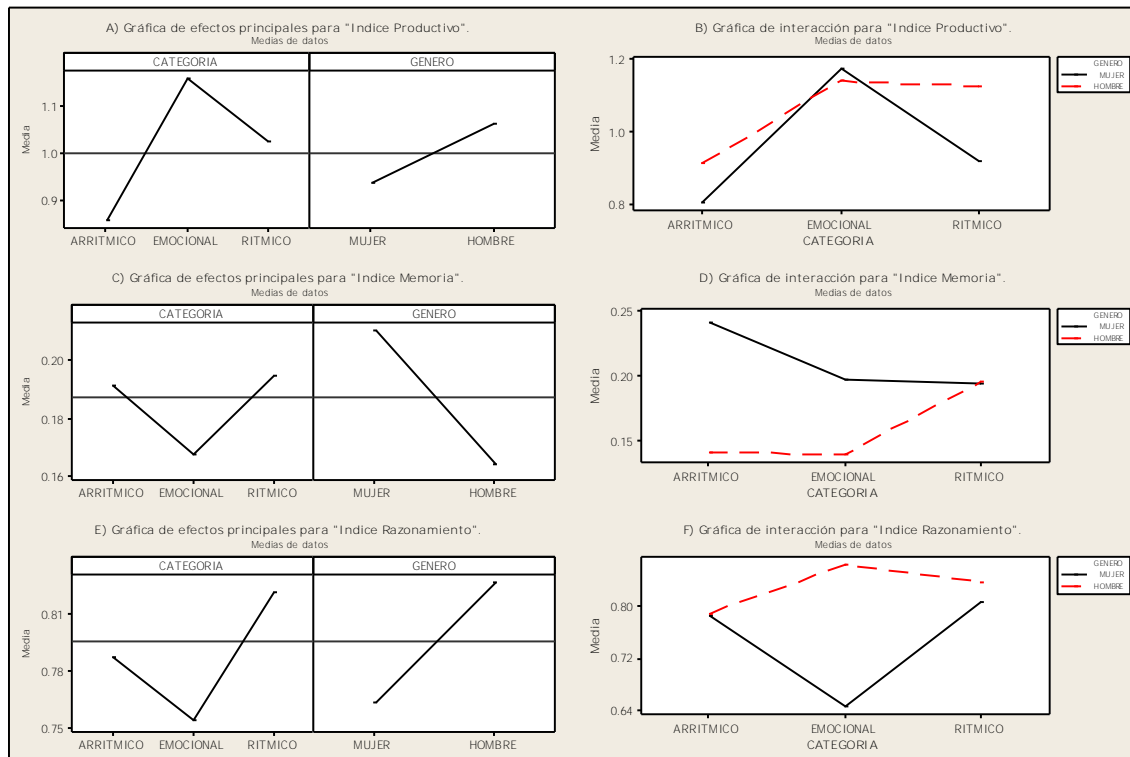 A) Gráfica de efectos principales para "Indice Productivo".
Medias de datos
CATEGORIA GENERO
Media
1.1
1.0
0.9
ARRITMICO EMOCIONAL RITMICO MUJER HOMBRE
B) Gráfica de interacción para "Indice Productivo".
Medias de datos
Media
1.2
1.0
0.8
ARRITMICO EMOCIONAL RITMICO
CATEGORIA
GENERO
MUJER
HOMBRE
C) Gráfica de efectos principales para "Indice Memoria".
Medias de datos
CATEGORIA GENERO
Media
0.20
0.18
0.16
ARRITMICO EMOCIONAL RITMICO MUJER HOMBRE
D) Gráfica de interacción para "Indice Memoria".
Medias de datos
Media
0.25
0.20
0.15
ARRITMICO EMOCIONAL RITMICO
CATEGORIA
GENERO
MUJER
HOMBRE
E) Gráfica de efectos principales para "Indice Razonamiento".
Medias de datos
CATEGORIA GENERO
Media
0.81
0.78
0.75
ARRITMICO EMOCIONAL RITMICO MUJER HOMBRE
F) Gráfica de interacción para "Indice Razonamiento".
Medias de datos
Media
0.80
0.72
0.64
ARRITMICO EMOCIONAL RITMICO
CATEGORIA
GENERO
MUJER
HOMBRE